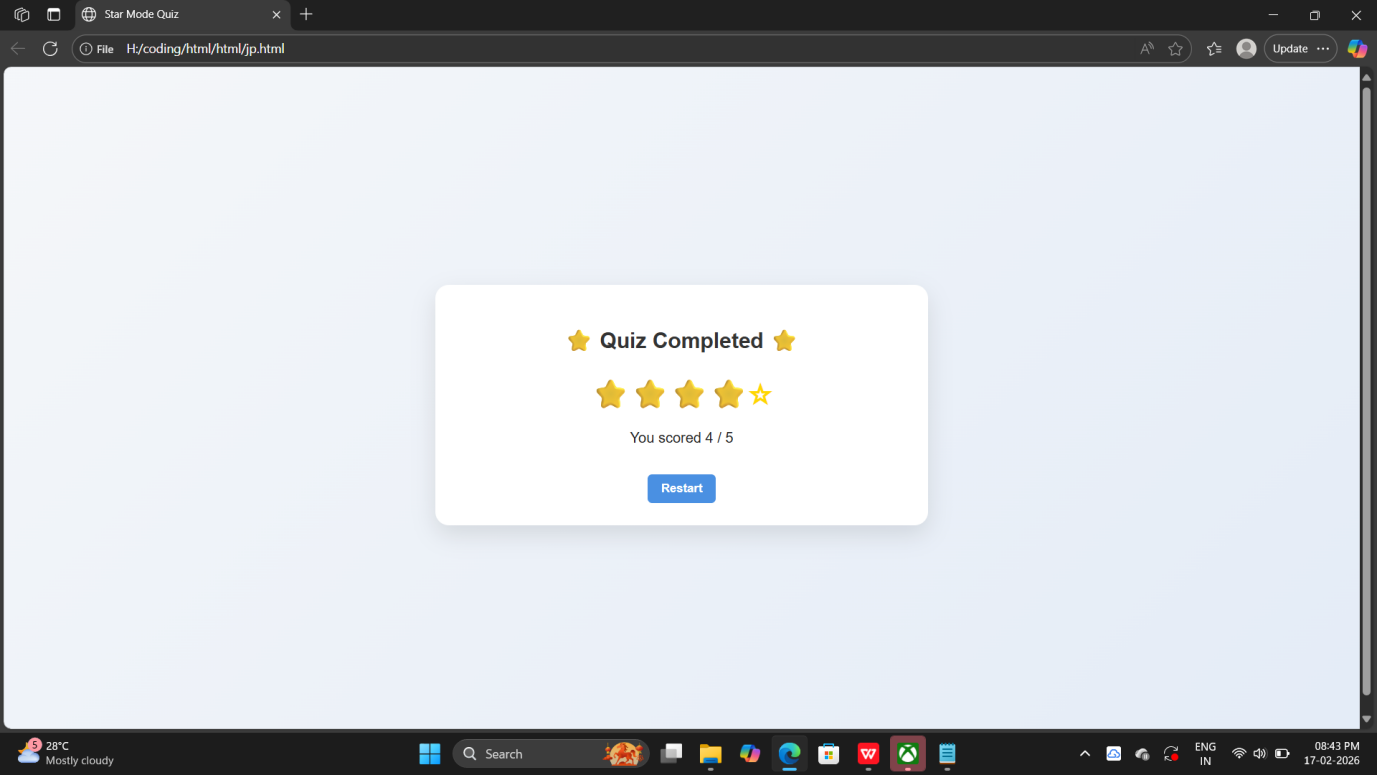 Star Mode Quiz
File H:/coding/html/html/jp.html
Update
⭐ Quiz Completed ⭐
⭐⭐⭐⭐☆
You scored 4 / 5
Restart
5
28°C
Mostly cloudy
Search
ENG
IN
08:43 PM
17-02-2026